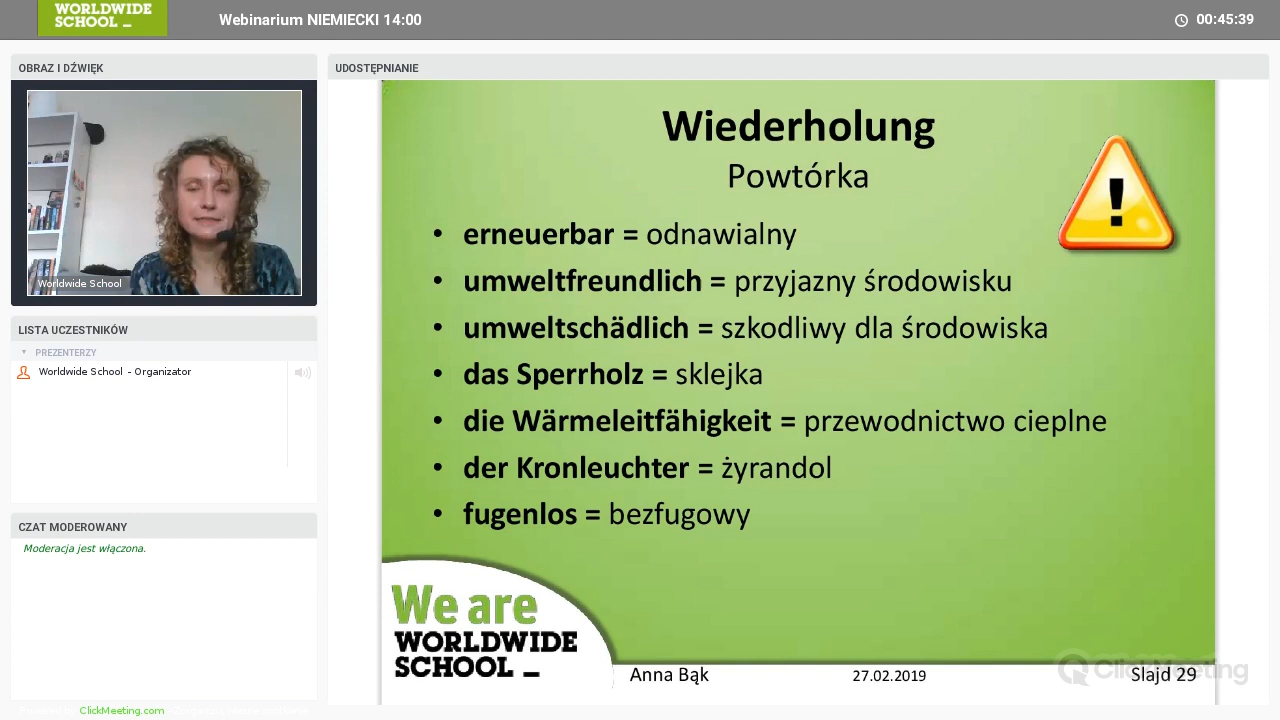 WORLDWIDE
SCHOOL _
Webinarium NIEMIECKI 14:00
00:45:39
OBRAZ I DŹWIĘK
Worldwide School
LISTA UCZESTNIKÓW
PREZENTERZY
Worldwide School - Organizator
CZAT MODEROWANY
Moderacja jest włączona.
ClickMeeting.com
UDOSTĘPNIANIE
Wiederholung
Powtórka
• erneuerbar = odnawialny
• umweltfreundlich = przyjazny środowisku
• umweltschädlich = szkodliwy dla środowiska
• das Sperrholz = sklejka
• die Wärmeleitfähigkeit = przewodnictwo cieplne
• der Kronleuchter = żyrandol
• fugenlos = bezfugowy
We are
WORLDWIDE
SCHOOL _
Anna Bąk
27.02.2019
Slajd 29
ClickMeeting